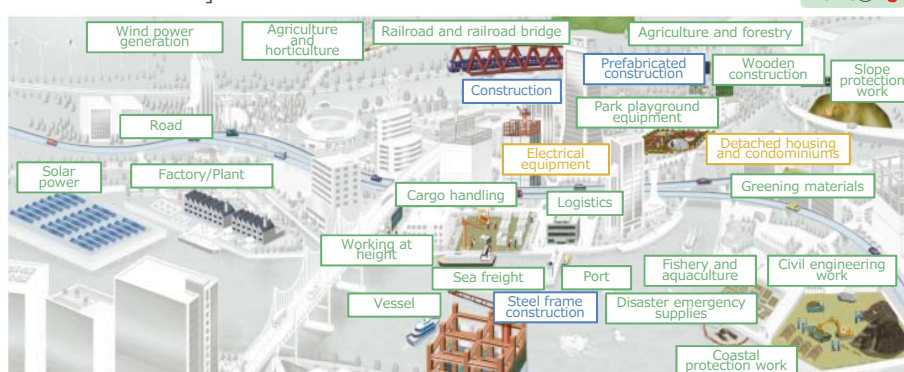 Wind power
generation
Agriculture
and
horticulture
Railroad and railroad bridge
Agriculture and forestry
Construction
Prefabricated
construction
Wooden
construction
Slope
protection
work
Park playground
equipment
Road
Electrical
equipment
Detached housing
and condominiums
Solar
power
Factory/Plant
Cargo handling
Logistics
Greening materials
Working at
height
Sea freight
Port
Fishery and
aquaculture
Civil engineering
work
Vessel
Steel frame
construction
Disaster emergency
supplies
Coastal
protection work